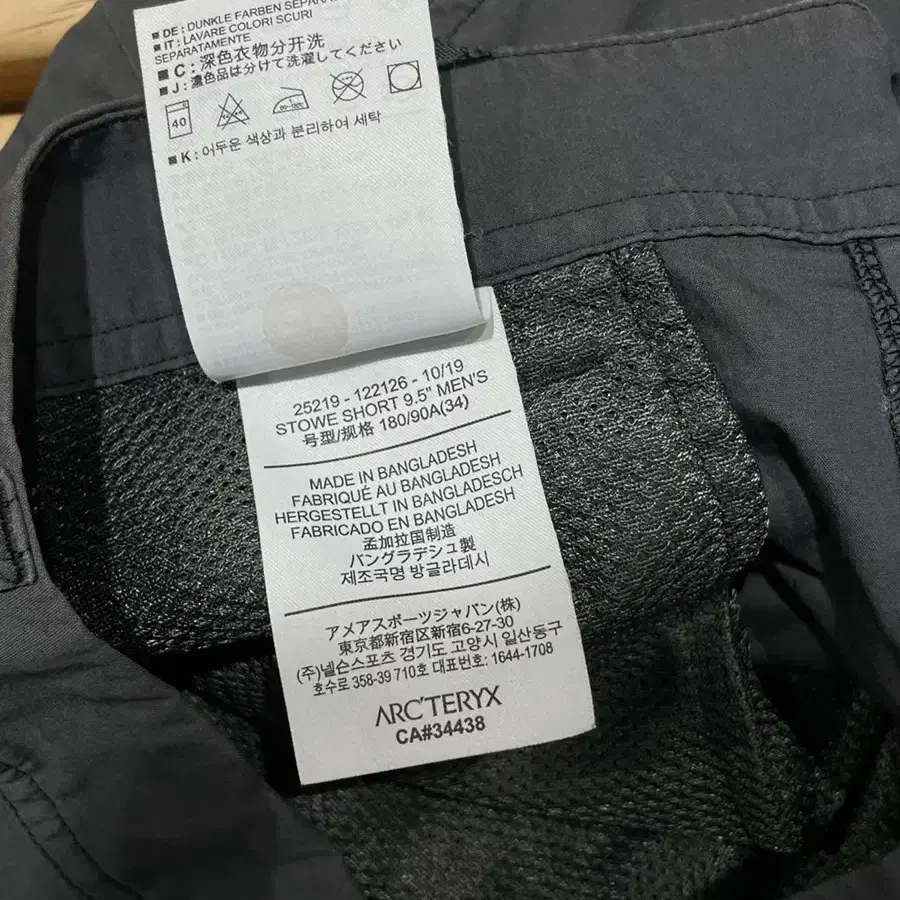 ■ DE : DUNKLE FARBEN SEPARA
■ IT : LAVARE COLORI SCURI
SEPARATAMENTE
■ C : 深色衣物分开洗
■ J : 濃色品は分けて洗濯してください
40
■ K : 어두운 색상과 분리하여 세탁
25219 - 122126 - 10/19
STOWE SHORT 9.5" MEN'S
号型/规格 180/90A(34)
MADE IN BANGLADESH
FABRIQUÉ AU BANGLADESH
HERGESTELLT IN BANGLADESCH
FABRICADO EN BANGLADESH
孟加拉国制造
バングラデシュ製
제조국명 방글라데시
アメアスポーツジャパン(株)
東京都新宿区新宿6-27-30
(주)넬슨스포츠 경기도 고양시 일산동구
호수로 358-39 710호 대표번호: 1644-1708
ARC'TERYX
CA#34438